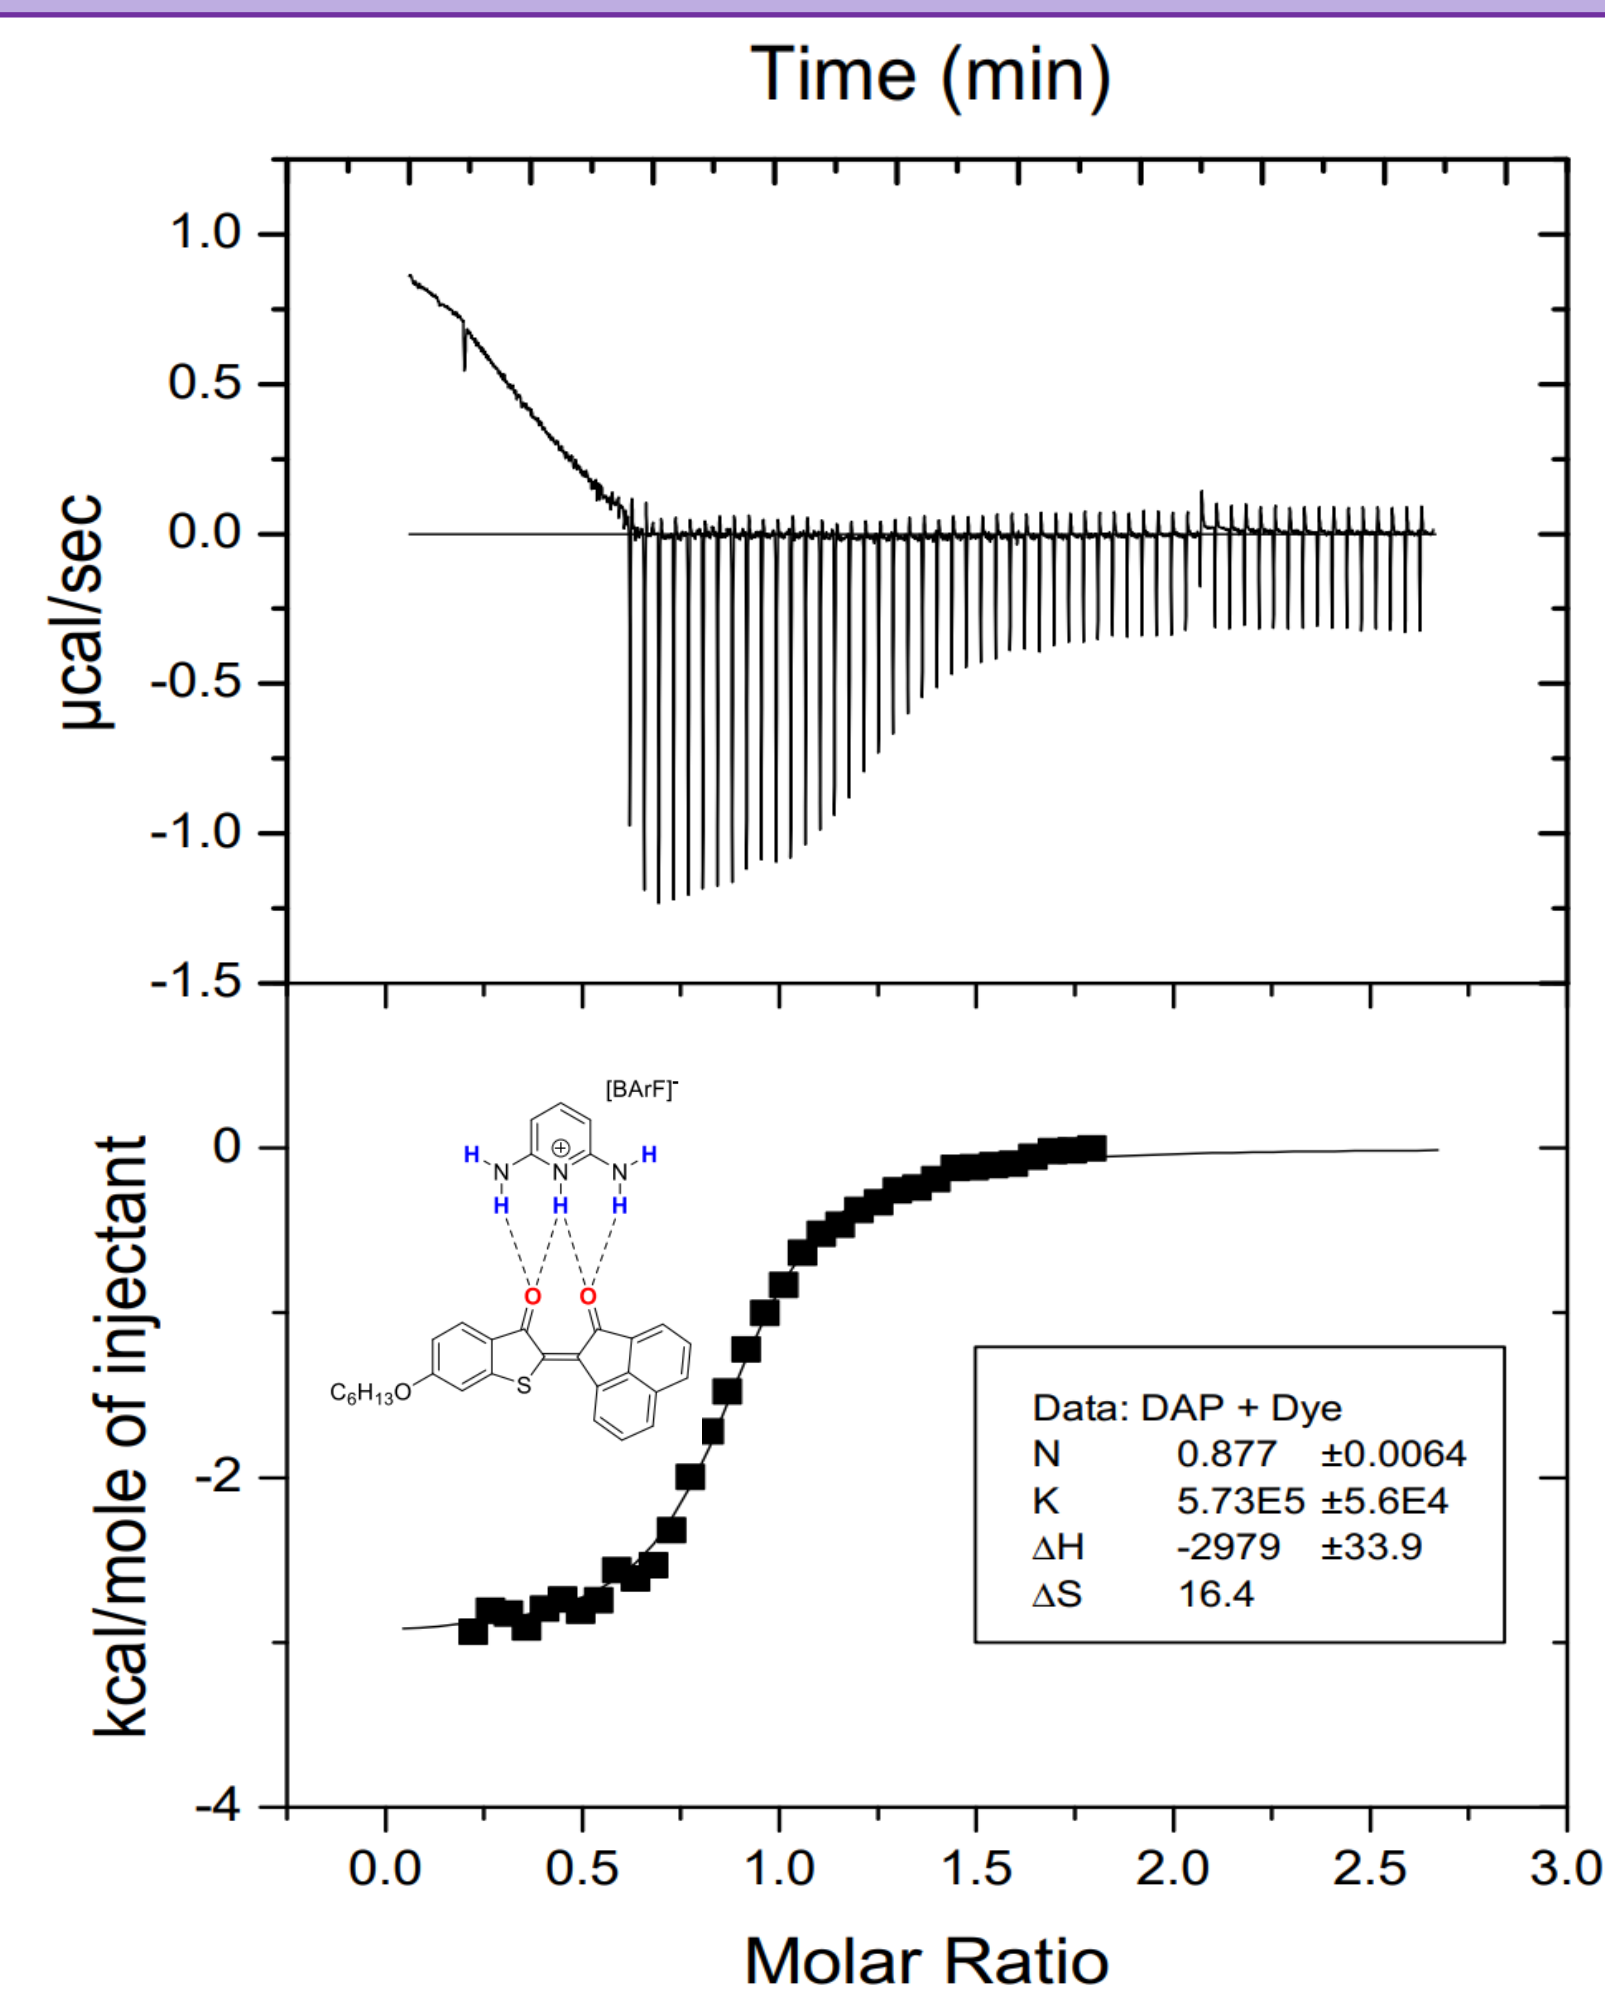 Time (min)
1.0
0.5
0.0
-0.5
-1.0
-1.5
µcal/sec
0
-2
-4
kcal/mole of injectant
[BArF]⁻
H
N
H
⊕
N
H
H
N
H
O
O
S
C₆H₁₃O
Data: DAP + Dye
N 0.877 ±0.0064
K 5.73E5 ±5.6E4
ΔH -2979 ±33.9
ΔS 16.4
0.0 0.5 1.0 1.5 2.0 2.5 3.0
Molar Ratio